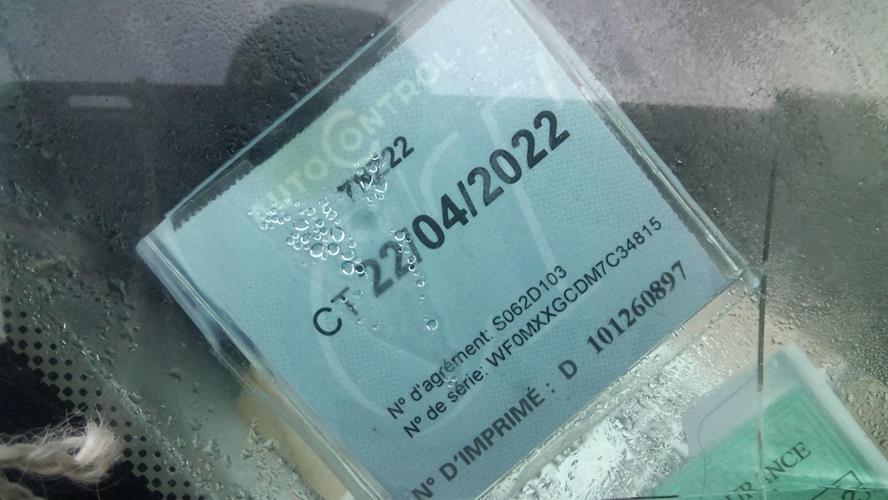 AUTOCONTROL
CT 22/04/2022
N° d'agrément: S062D103
N° de série: WF0MXXGCDM7C34815
N° D'IMPRIMÉ : D 101260897